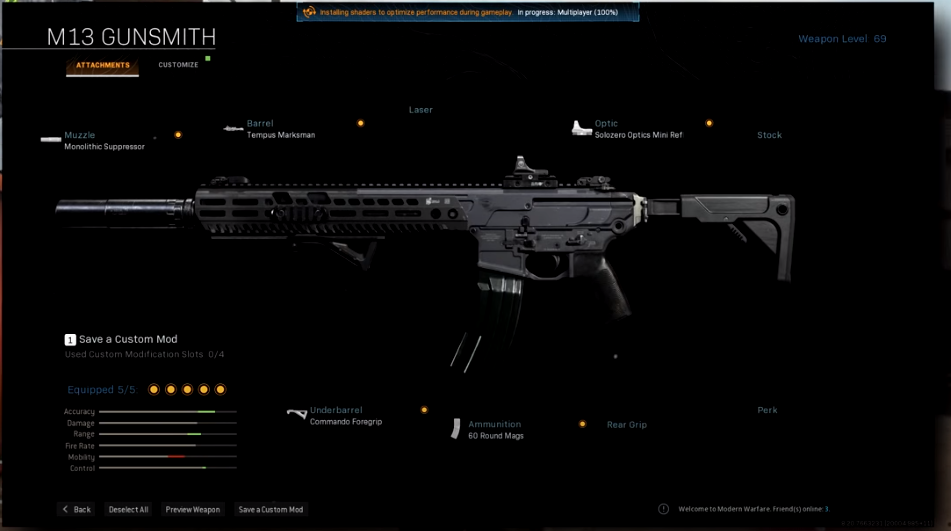 Installing shaders to optimize performance during gameplay. In progress: Multiplayer (100%)
M13 GUNSMITH
Weapon Level 69
ATTACHMENTS
CUSTOMIZE
Laser
Barrel
Tempus Marksman
Optic
Solozero Optics Mini Ref
Muzzle
Monolithic Suppressor
Stock
1 Save a Custom Mod
Used Custom Modification Slots 0/4
Equipped 5/5:
Accuracy
Damage
Range
Fire Rate
Mobility
Control
Underbarrel
Commando Foregrip
Ammunition
60 Round Mags
Rear Grip
Perk
Back
Deselect All
Preview Weapon
Save a Custom Mod
Welcome to Modern Warfare. Friend(s) online: 3.